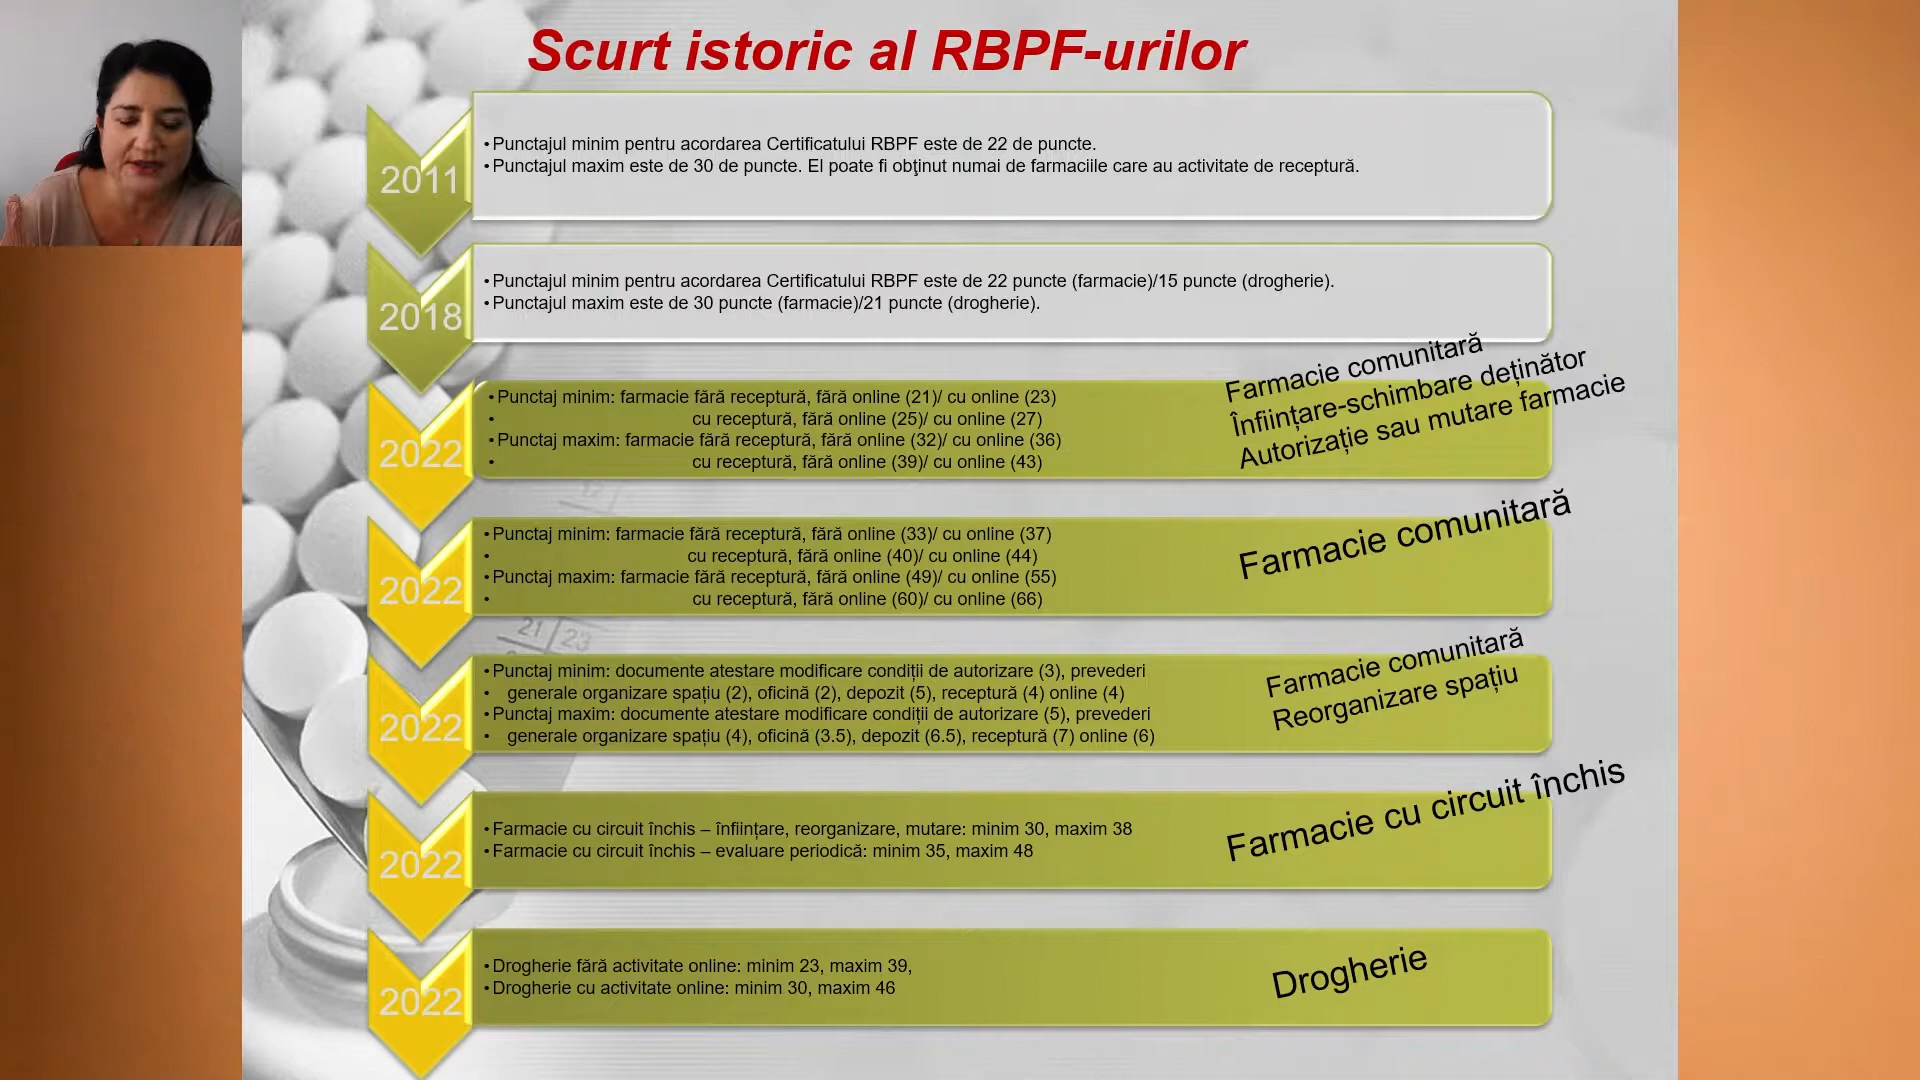 Scurt istoric al RBPF-urilor
2011
•Punctajul minim pentru acordarea Certificatului RBPF este de 22 de puncte.
•Punctajul maxim este de 30 de puncte. El poate fi obţinut numai de farmaciile care au activitate de receptură.
2018
•Punctajul minim pentru acordarea Certificatului RBPF este de 22 puncte (farmacie)/15 puncte (drogherie).
•Punctajul maxim este de 30 puncte (farmacie)/21 puncte (drogherie).
2022
•Punctaj minim: farmacie fără receptură, fără online (21)/ cu online (23)
• cu receptură, fără online (25)/ cu online (27)
•Punctaj maxim: farmacie fără receptură, fără online (32)/ cu online (36)
• cu receptură, fără online (39)/ cu online (43)
Farmacie comunitară
Înființare-schimbare deținător
Autorizație sau mutare farmacie
2022
•Punctaj minim: farmacie fără receptură, fără online (33)/ cu online (37)
• cu receptură, fără online (40)/ cu online (44)
•Punctaj maxim: farmacie fără receptură, fără online (49)/ cu online (55)
• cu receptură, fără online (60)/ cu online (66)
Farmacie comunitară
21 23
2022
•Punctaj minim: documente atestare modificare condiții de autorizare (3), prevederi
• generale organizare spațiu (2), oficină (2), depozit (5), receptură (4) online (4)
•Punctaj maxim: documente atestare modificare condiții de autorizare (5), prevederi
• generale organizare spațiu (4), oficină (3.5), depozit (6.5), receptură (7) online (6)
Farmacie comunitară
Reorganizare spațiu
2022
•Farmacie cu circuit închis – înființare, reorganizare, mutare: minim 30, maxim 38
•Farmacie cu circuit închis – evaluare periodică: minim 35, maxim 48
Farmacie cu circuit închis
2022
•Drogherie fără activitate online: minim 23, maxim 39,
•Drogherie cu activitate online: minim 30, maxim 46
Drogherie